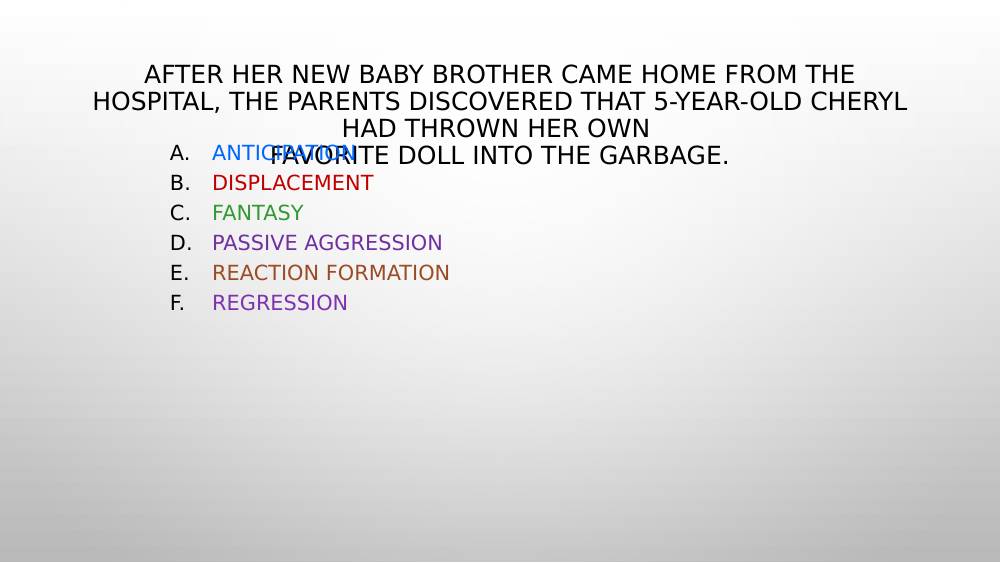 AFTER HER NEW BABY BROTHER CAME HOME FROM THE
HOSPITAL, THE PARENTS DISCOVERED THAT 5-YEAR-OLD CHERYL
HAD THROWN HER OWN
FAVORITE DOLL INTO THE GARBAGE.
A. ANTICIPATION
B. DISPLACEMENT
C. FANTASY
D. PASSIVE AGGRESSION
E. REACTION FORMATION
F. REGRESSION